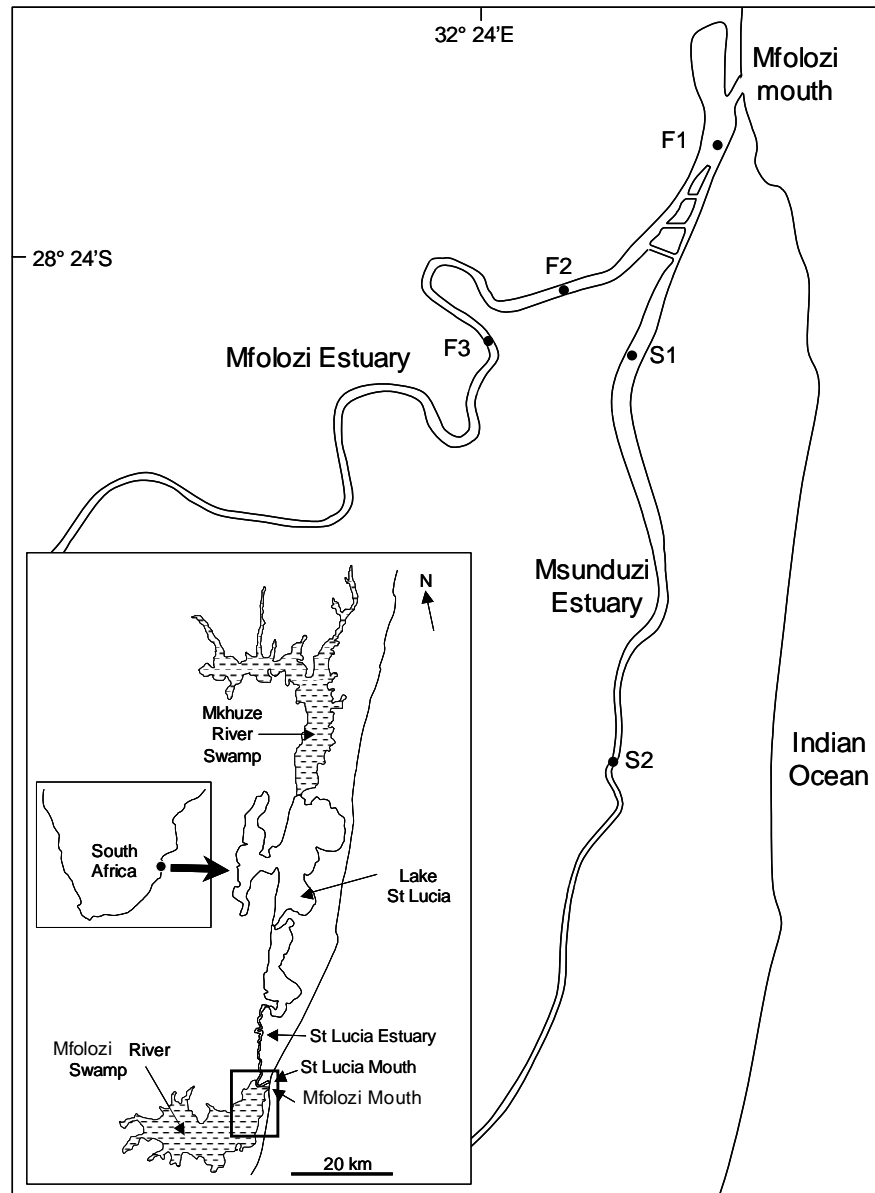 32° 24'E
Mfolozi
mouth
F1
28° 24'S
F2
F3
Mfolozi Estuary
S1
Msunduzi
Estuary
S2
Indian
Ocean
N
Mkhuze
River
Swamp
South
Africa
Lake
St Lucia
St Lucia Estuary
Mfolozi River
Swamp
St Lucia Mouth
Mfolozi Mouth
20 km